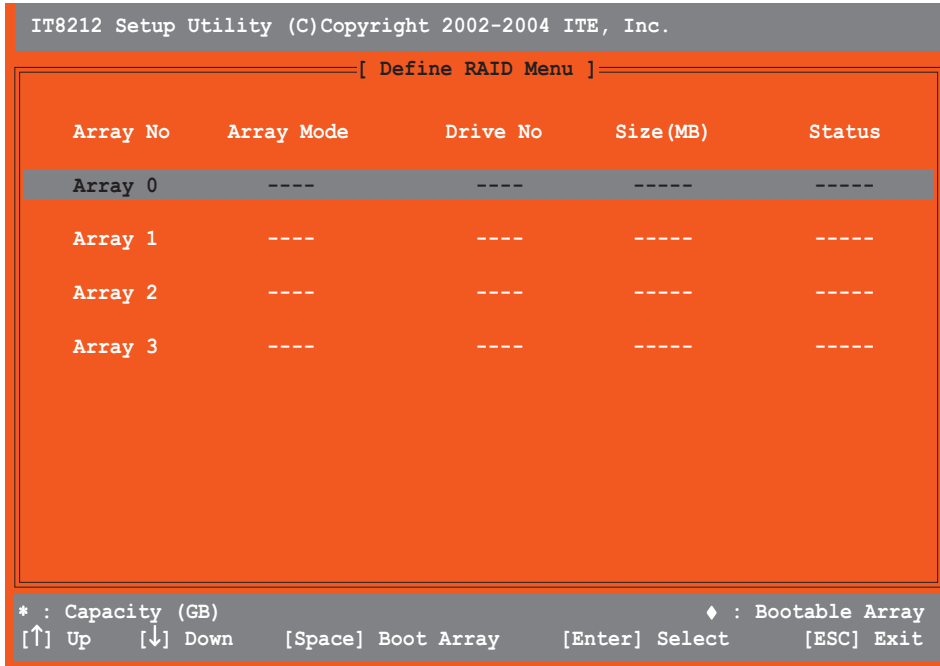 IT8212 Setup Utility (C)Copyright 2002-2004 ITE, Inc.
[ Define RAID Menu ]
Array No Array Mode Drive No Size(MB) Status
Array 0 ---- ---- ----- -----
Array 1 ---- ---- ----- -----
Array 2 ---- ---- ----- -----
Array 3 ---- ---- ----- -----
* : Capacity (GB) ♦ : Bootable Array
[↑] Up [↓] Down [Space] Boot Array [Enter] Select [ESC] Exit